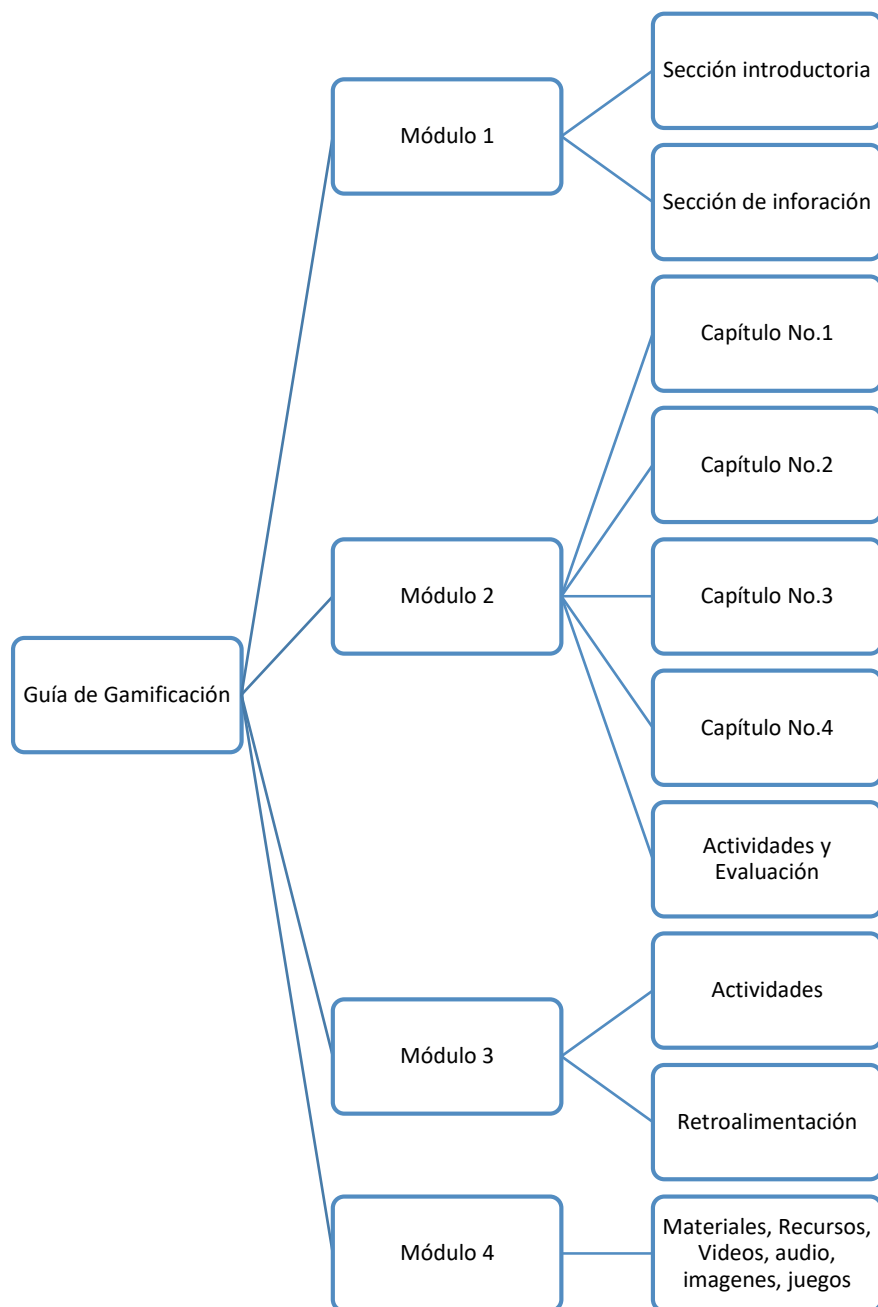 Guía de Gamificación
Módulo 1
Sección introductoria
Sección de inforación
Módulo 2
Capítulo No.1
Capítulo No.2
Capítulo No.3
Capítulo No.4
Actividades y
Evaluación
Módulo 3
Actividades
Retroalimentación
Módulo 4
Materiales, Recursos,
Videos, audio,
imagenes, juegos